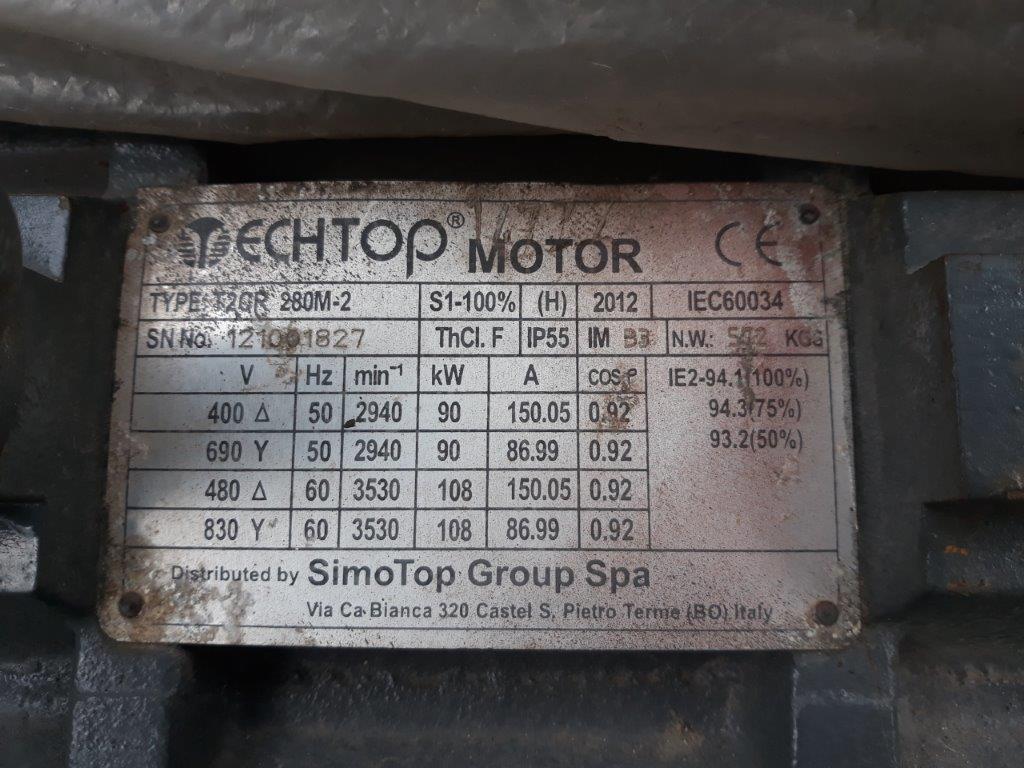 TECHTOP® MOTOR CE
TYPE: T2CR 280M-2 S1-100% (H) 2012 IEC60034
SN No. 121001827 ThCl. F IP55 IM B3 N.W.: KGS
V Hz min⁻¹ kW A cosφ IE2-94.1(100%)
400 Δ 50 2940 90 150.05 0.92 94.3(75%)
690 Y 50 2940 90 86.99 0.92 93.2(50%)
480 Δ 60 3530 108 150.05 0.92
830 Y 60 3530 108 86.99 0.92
Distributed by SimoTop Group Spa
Via Ca Bianca 320 Castel S. Pietro Terme (BO) Italy